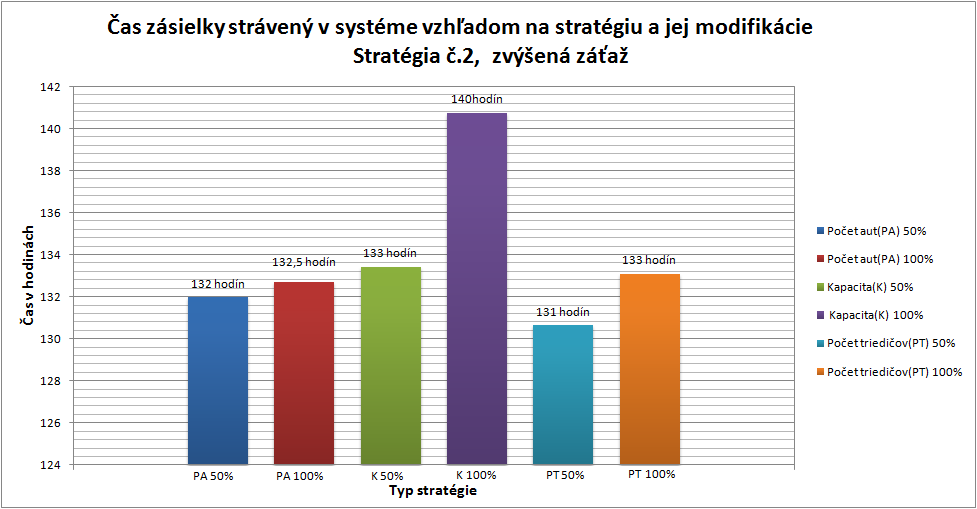 Čas zásielky strávený v systéme vzhľadom na stratégiu a jej modifikácie
Stratégia č.2, zvýšená záťaž
Čas v hodinách
142
140
138
136
134
132
130
128
126
124
132 hodín
132,5 hodín
133 hodín
140hodín
131 hodín
133 hodín
PA 50%
PA 100%
K 50%
K 100%
PT 50%
PT 100%
Typ stratégie
Počet aut(PA) 50%
Počet aut(PA) 100%
Kapacita(K) 50%
Kapacita(K) 100%
Počet triedičov(PT) 50%
Počet triedičov(PT) 100%